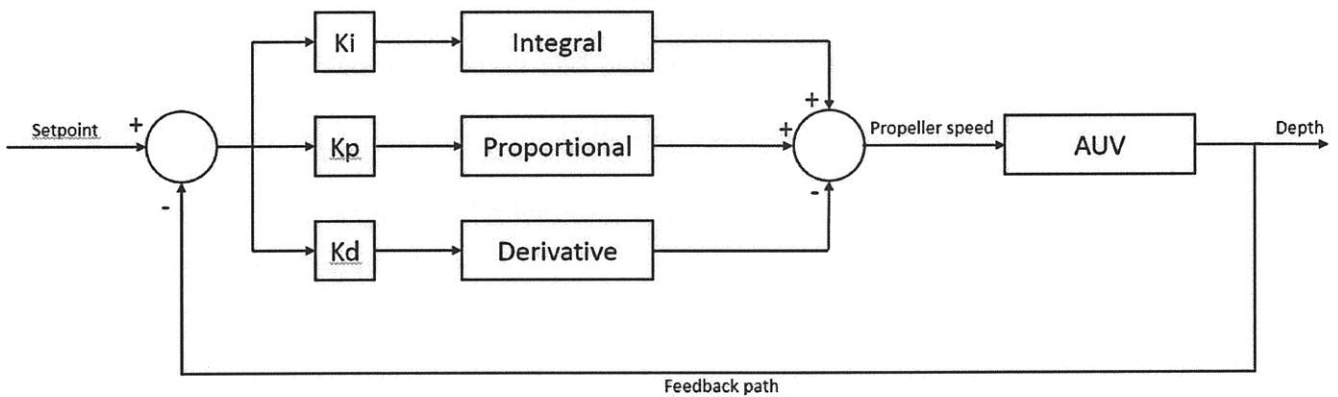 Ki
Integral
+
Setpoint
+
Kp
Proportional
+
Propeller speed
AUV
Depth
-
-
Kd
Derivative
Feedback path